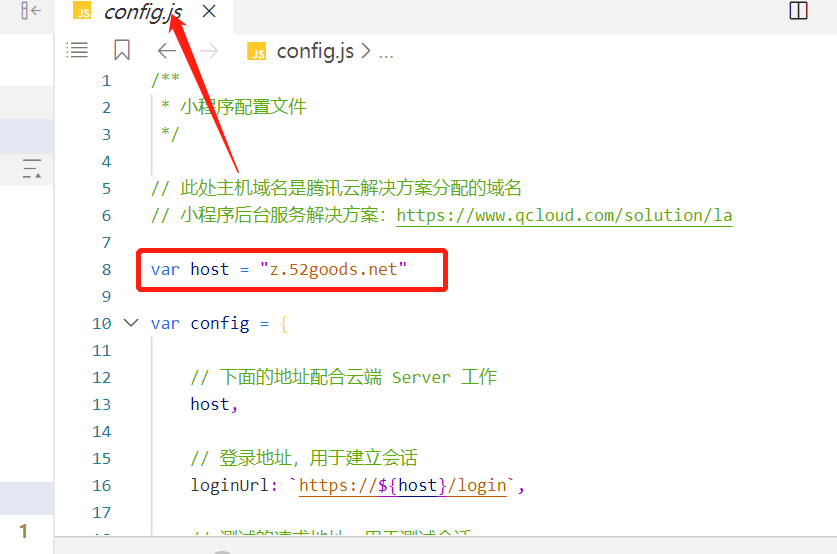 JS config.js
JS config.js > ...
1 /**
2 * 小程序配置文件
3 */
4
5 // 此处主机域名是腾讯云解决方案分配的域名
6 // 小程序后台服务解决方案：https://www.qcloud.com/solution/la
7
8 var host = "z.52goods.net"
9
10 var config = {
11
12 // 下面的地址配合云端 Server 工作
13 host,
14
15 // 登录地址，用于建立会话
16 loginUrl: `https://${host}/login`,
17
1